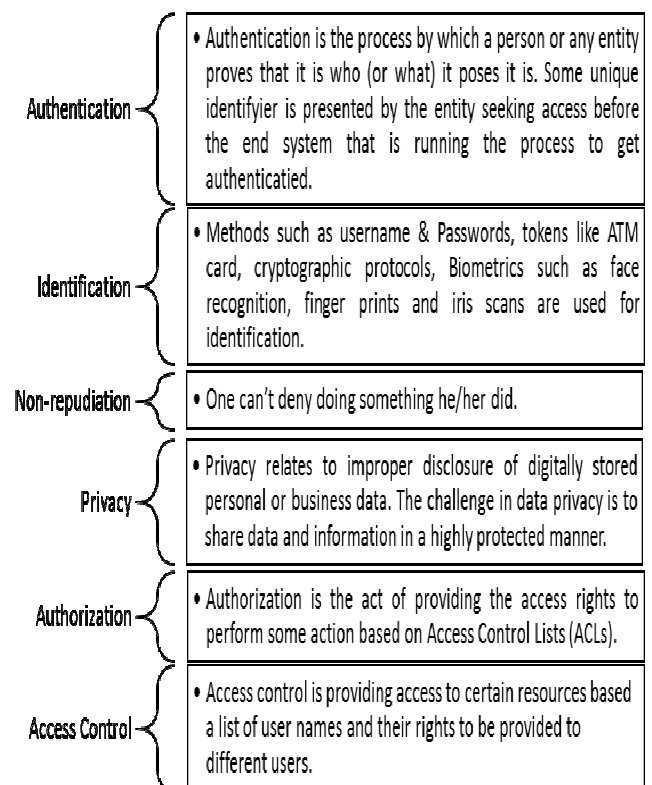 Authentication
• Authentication is the process by which a person or any entity
proves that it is who (or what) it poses it is. Some unique
identifyier is presented by the entity seeking access before
the end system that is running the process to get
authenticatied.
Identification
• Methods such as username & Passwords, tokens like ATM
card, cryptographic protocols, Biometrics such as face
recognition, finger prints and iris scans are used for
identification.
Non-repudiation
• One can't deny doing something he/her did.
Privacy
• Privacy relates to improper disclosure of digitally stored
personal or business data. The challenge in data privacy is to
share data and information in a highly protected manner.
Authorization
• Authorization is the act of providing the access rights to
perform some action based on Access Control Lists (ACLs).
Access Control
• Access control is providing access to certain resources based
a list of user names and their rights to be provided to
different users.